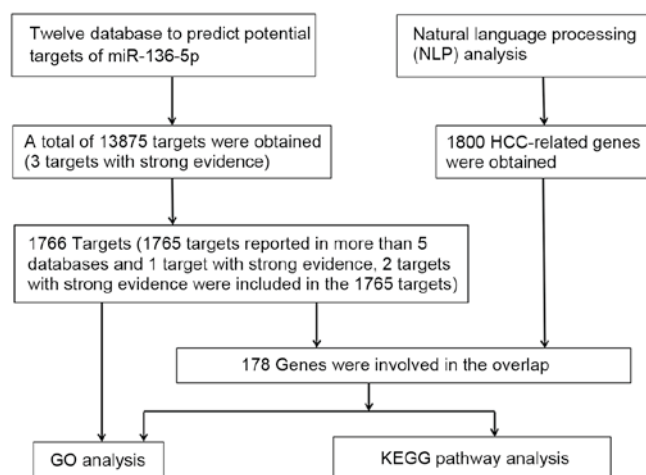 Twelve database to predict potential
targets of miR-136-5p
Natural language processing
(NLP) analysis
A total of 13875 targets were obtained
(3 targets with strong evidence)
1800 HCC-related genes
were obtained
1766 Targets (1765 targets reported in more than 5
databases and 1 target with strong evidence, 2 targets
with strong evidence were included in the 1765 targets)
178 Genes were involved in the overlap
GO analysis
KEGG pathway analysis